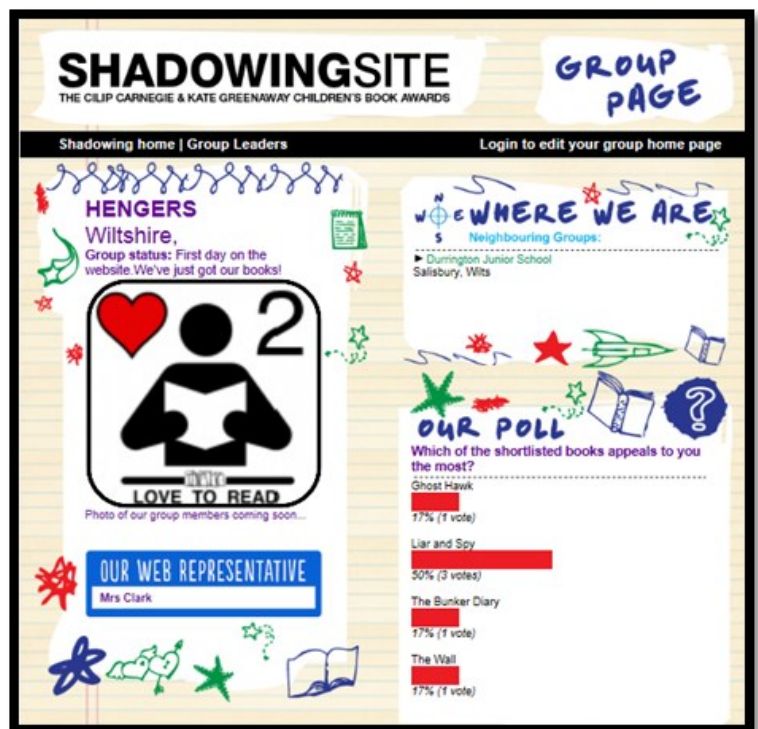 SHADOWINGSITE
THE CILIP CARNEGIE & KATE GREENAWAY CHILDREN'S BOOK AWARDS
GROUP
PAGE
Shadowing home | Group Leaders
Login to edit your group home page
HENGERS
Wiltshire,
Group status: First day on the
website.We've just got our books!
2
LOVE TO READ
Photo of our group members coming soon...
OUR WEB REPRESENTATIVE
Mrs Clark
N
W E
S
WHERE WE ARE
Neighbouring Groups:
► Durrington Junior School
Salisbury, Wilts
?
OUR POLL
Which of the shortlisted books appeals to you
the most?
Ghost Hawk
17% (1 vote)
Liar and Spy
50% (3 votes)
The Bunker Diary
17% (1 vote)
The Wall
17% (1 vote)